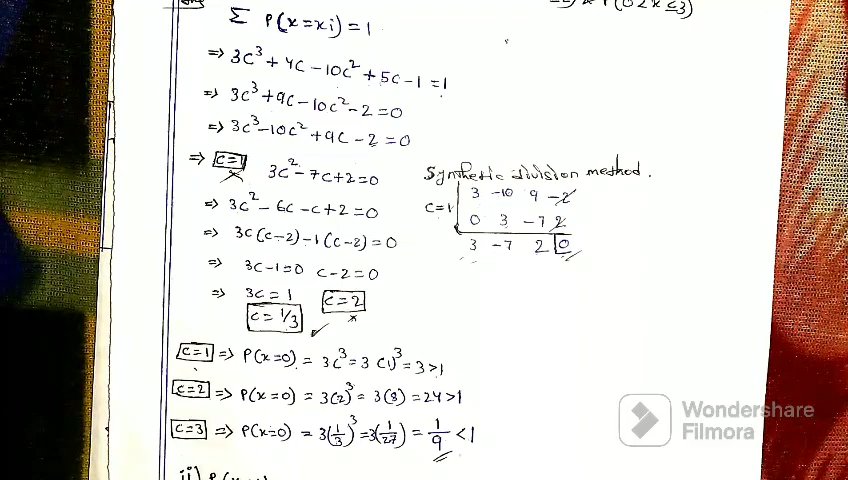 P(0 < x ≤ 3)
Σ P(x=xi) = 1
⇒ 3c³ + 4c - 10c² + 5c - 1 = 1
⇒ 3c³ + 9c - 10c² - 2 = 0
⇒ 3c³ - 10c² + 9c - 2 = 0
⇒ c=1 3c² - 7c + 2 = 0
⇒ 3c² - 6c - c + 2 = 0
⇒ 3c(c-2) - 1(c-2) = 0
⇒ 3c-1=0 c-2=0
⇒ 3c = 1 c=2
c = 1/3 ✓
Synthetic division method.
c=1 3 -10 9 -2
0 3 -7 2
3 -7 2 0
c=1 ⇒ P(x=0) = 3c³ = 3(1)³ = 3 > 1
c=2 ⇒ P(x=0) = 3(2)³ = 3(8) = 24 > 1
c=3 ⇒ P(x=0) = 3(1/3)³ = 3(1/27) = 1/9 < 1
ii)
Wondershare
Filmora